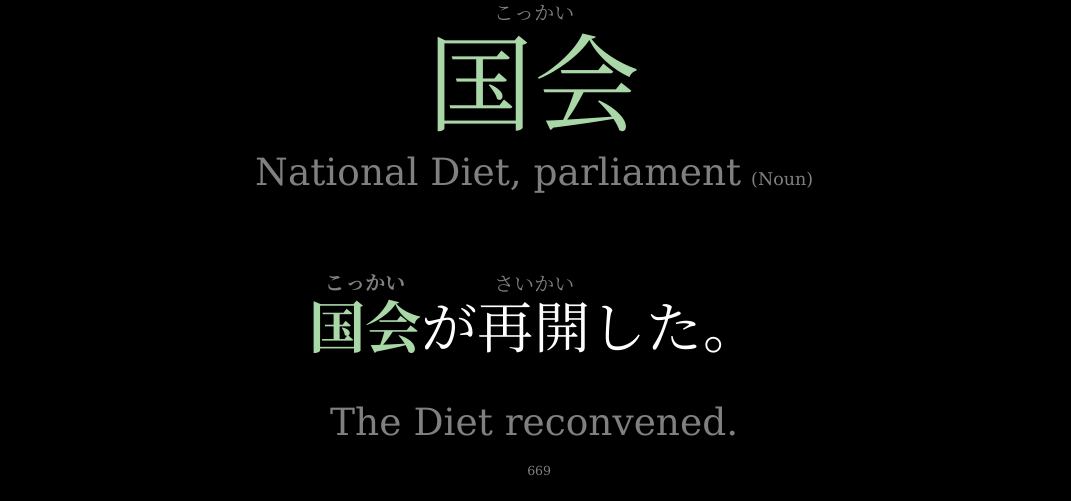 こっかい
国会
National Diet, parliament (Noun)
こっかい さいかい
国会が再開した。
The Diet reconvened.
669